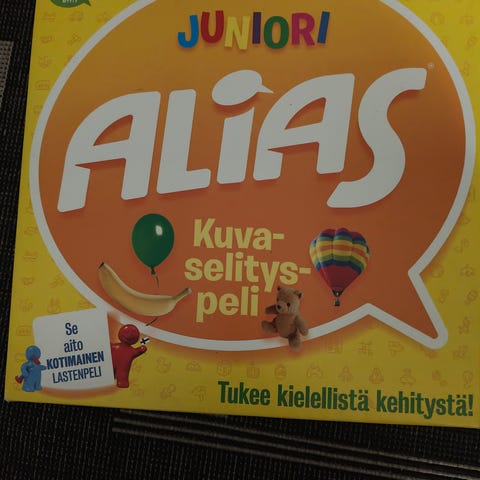 JUNIORI
ALiAS®
Kuva-
selitys-
peli
Se
aito
KOTIMAINEN
LASTENPELI
Tukee kielellistä kehitystä!